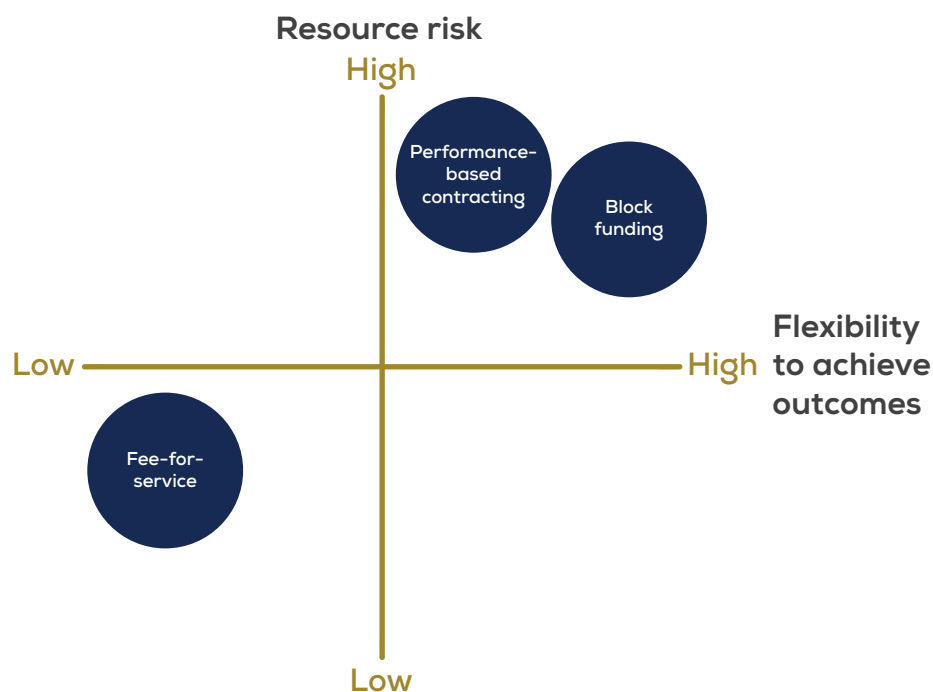 Resource risk
High
Performance-
based
contracting
Block
funding
Low
High
Flexibility
to achieve
outcomes
Fee-for-
service
Low